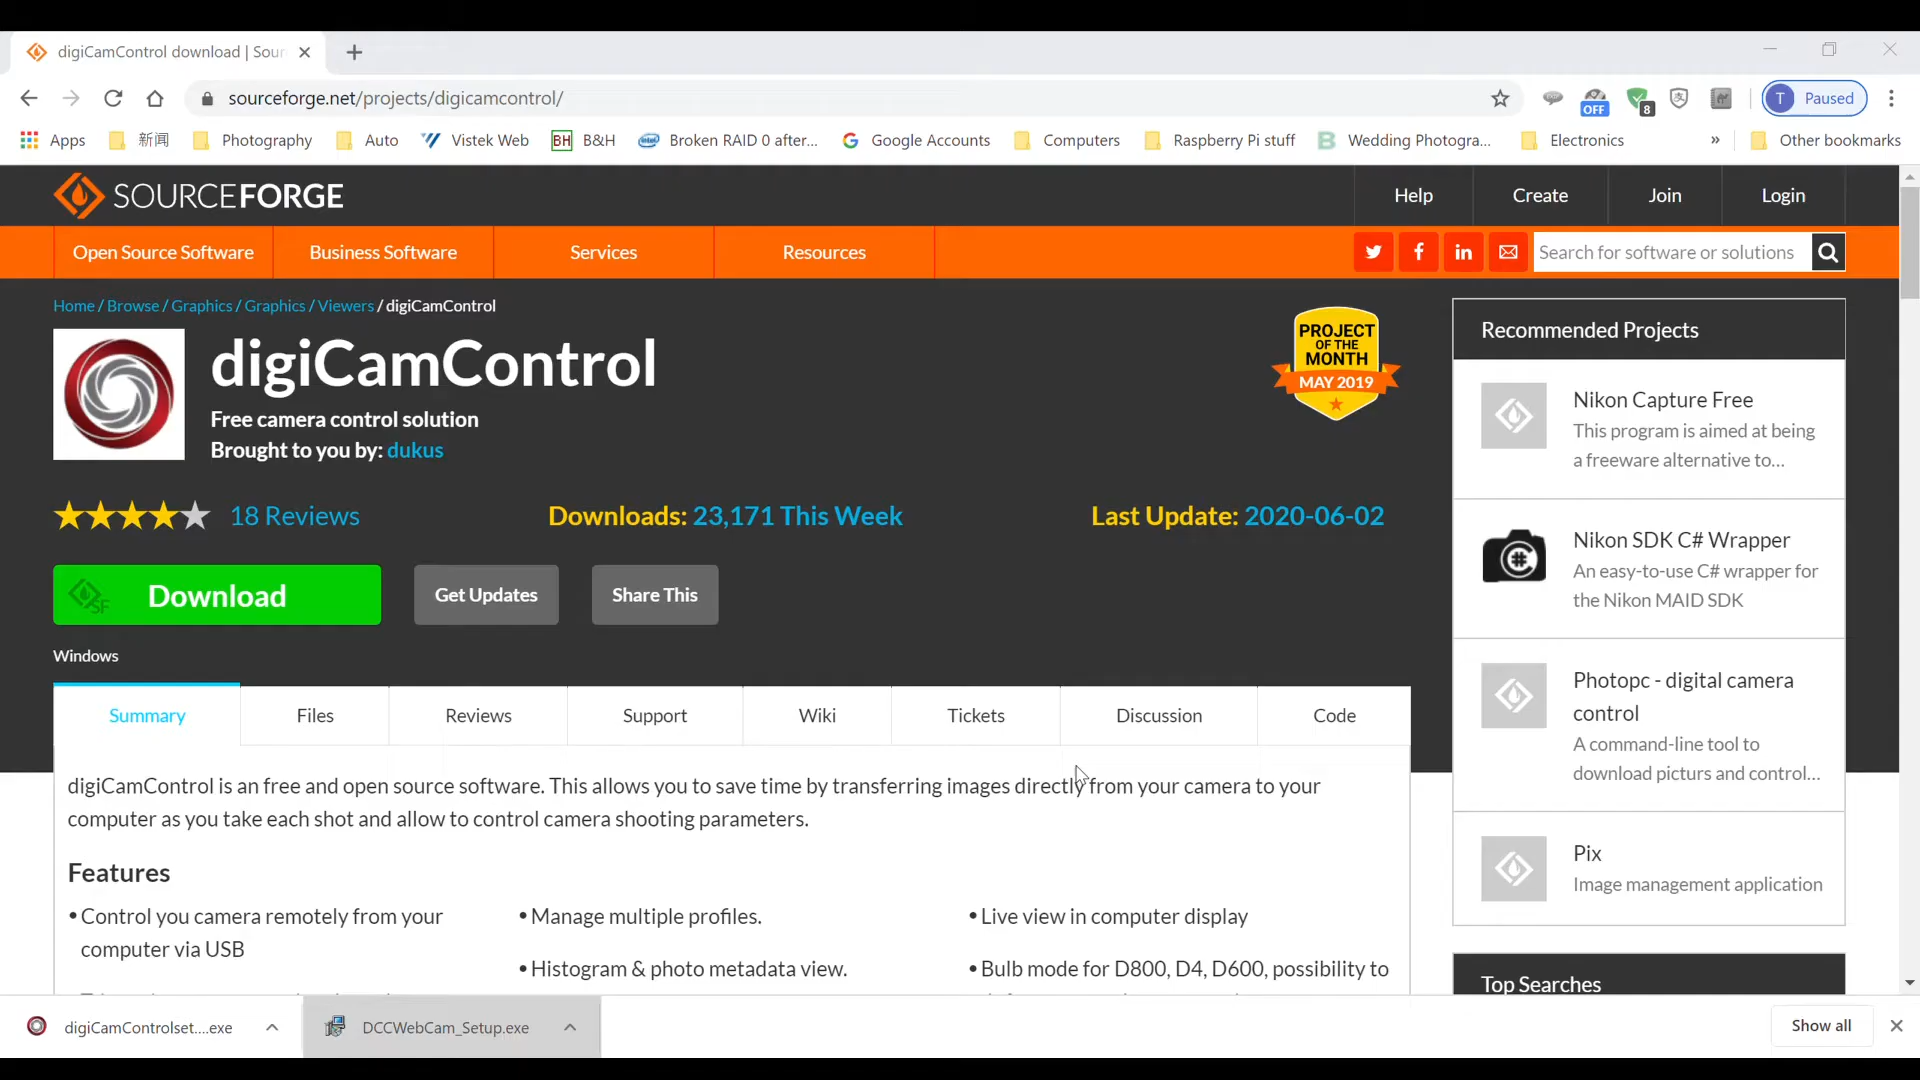 digiCamControl download | Sour
sourceforge.net/projects/digicamcontrol/
OFF
8
T
Paused
Apps
新闻
Photography
Auto
Vistek Web
BH
B&H
intel
Broken RAID 0 after...
G
Google Accounts
Computers
Raspberry Pi stuff
B
Wedding Photogra...
Electronics
»
Other bookmarks
SOURCEFORGE
Help
Create
Join
Login
Open Source Software
Business Software
Services
Resources
Search for software or solutions
Home / Browse / Graphics / Graphics / Viewers / digiCamControl
digiCamControl
Free camera control solution
Brought to you by: dukus
PROJECT
OF THE
MONTH
MAY 2019
18 Reviews
Downloads: 23,171 This Week
Last Update: 2020-06-02
SF
Download
Get Updates
Share This
Windows
Summary
Files
Reviews
Support
Wiki
Tickets
Discussion
Code
digiCamControl is an free and open source software. This allows you to save time by transferring images directly from your camera to your
computer as you take each shot and allow to control camera shooting parameters.
Features
• Control you camera remotely from your
computer via USB
• Manage multiple profiles.
• Histogram & photo metadata view.
• Live view in computer display
• Bulb mode for D800, D4, D600, possibility to
Recommended Projects
Nikon Capture Free
This program is aimed at being
a freeware alternative to...
Nikon SDK C# Wrapper
An easy-to-use C# wrapper for
the Nikon MAID SDK
Photopc - digital camera
control
A command-line tool to
download picturs and control...
Pix
Image management application
Top Searches
digiCamControlset....exe
DCCWebCam_Setup.exe
Show all